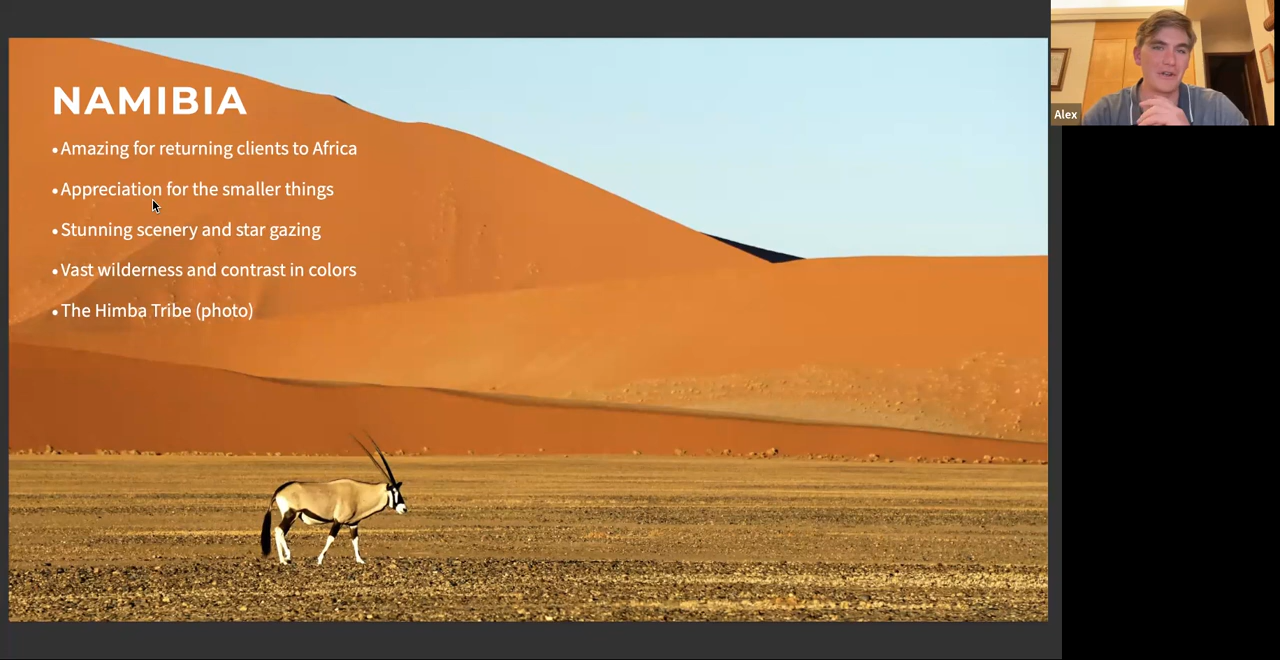 NAMIBIA
• Amazing for returning clients to Africa
• Appreciation for the smaller things
• Stunning scenery and star gazing
• Vast wilderness and contrast in colors
• The Himba Tribe (photo)
Alex